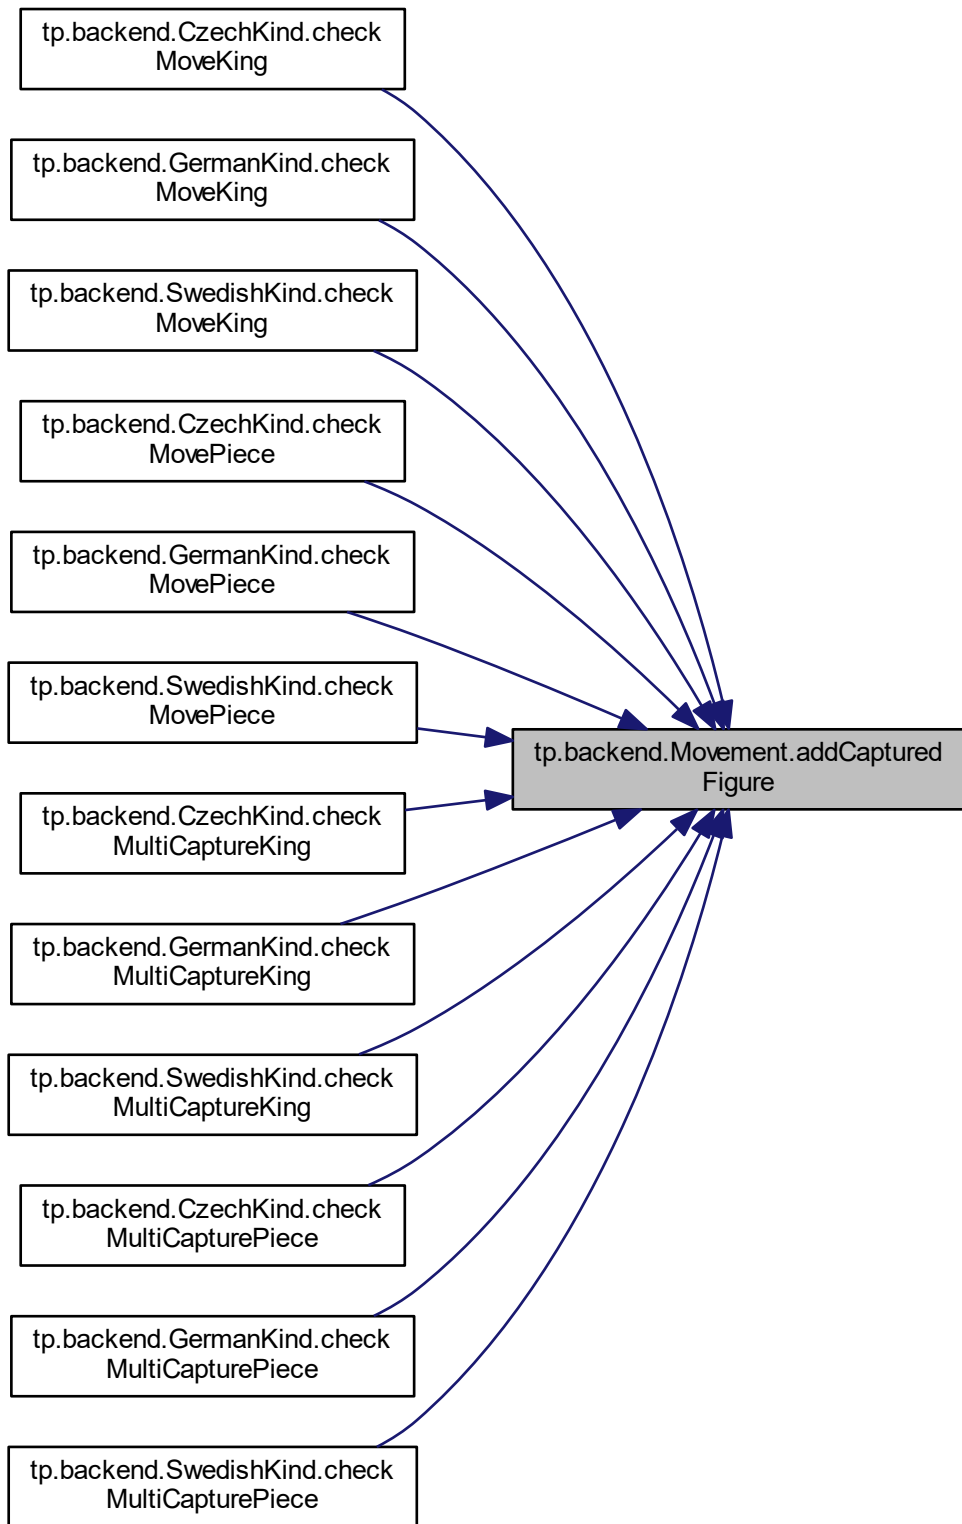 tp.backend.CzechKind.check
MoveKing
tp.backend.GermanKind.check
MoveKing
tp.backend.SwedishKind.check
MoveKing
tp.backend.CzechKind.check
MovePiece
tp.backend.GermanKind.check
MovePiece
tp.backend.SwedishKind.check
MovePiece
tp.backend.Movement.addCaptured
Figure
tp.backend.CzechKind.check
MultiCaptureKing
tp.backend.GermanKind.check
MultiCaptureKing
tp.backend.SwedishKind.check
MultiCaptureKing
tp.backend.CzechKind.check
MultiCapturePiece
tp.backend.GermanKind.check
MultiCapturePiece
tp.backend.SwedishKind.check
MultiCapturePiece